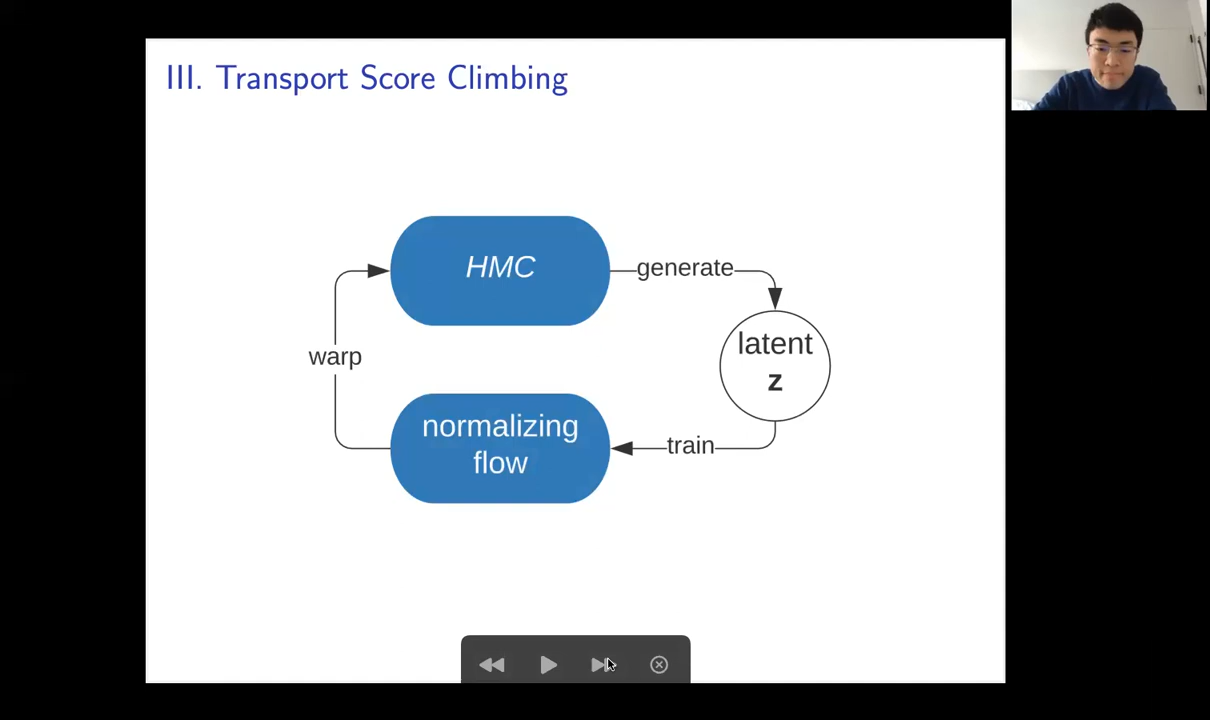 III. Transport Score Climbing
HMC
generate
latent
z
warp
normalizing
flow
train